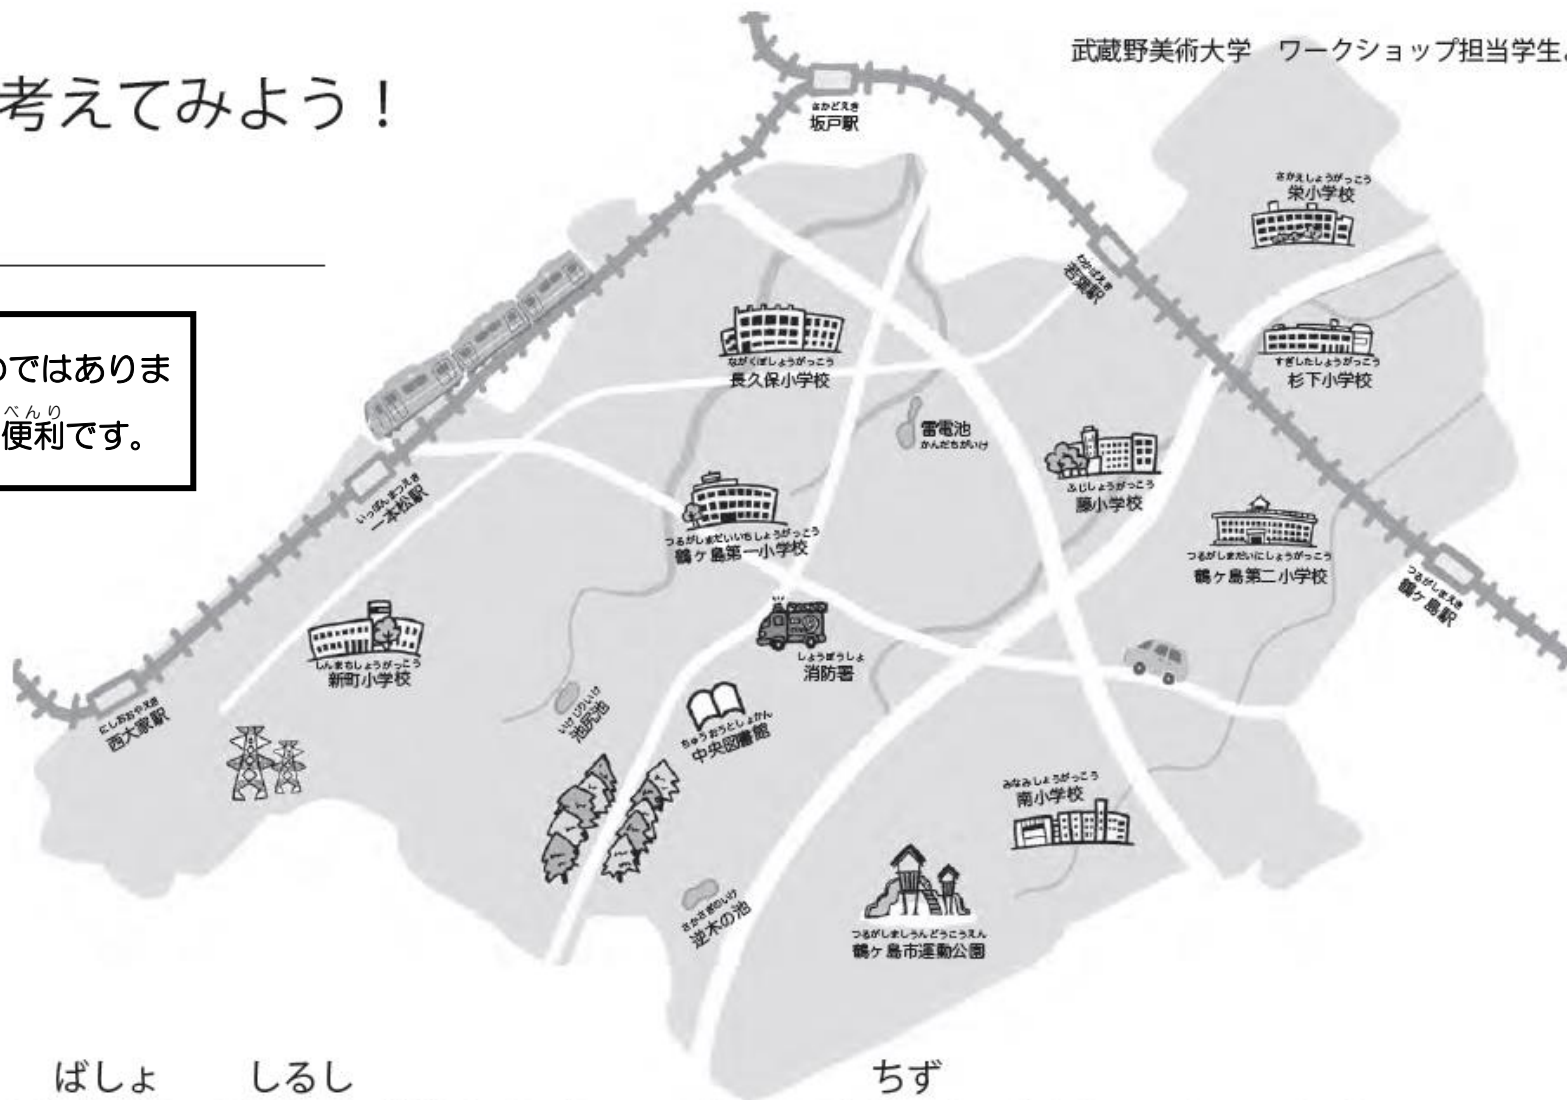 武蔵野美術大学　ワークショップ担当学生
考えてみよう！
さかどえき
坂戸駅
さかえしょうがっこう
栄小学校
わかばえき
若葉駅
のではありま
べんり
便利です。
ながくぼしょうがっこう
長久保小学校
すぎしたしょうがっこう
杉下小学校
雷電池
かんだちがいけ
いっぽんまつえき
一本松駅
ふじしょうがっこう
藤小学校
つるがしまだいいちしょうがっこう
鶴ヶ島第一小学校
つるがしまだいにしょうがっこう
鶴ヶ島第二小学校
つるがしまえき
鶴ヶ島駅
しんまちしょうがっこう
新町小学校
しょうぼうしょ
消防署
にしおおやえき
西大家駅
いけじりいけ
池尻池
ちゅうおうとしょかん
中央図書館
みなみしょうがっこう
南小学校
さかさぎのいけ
逆木の池
つるがしましうんどうこうえん
鶴ヶ島市運動公園
ばしょ　しるし　ちず